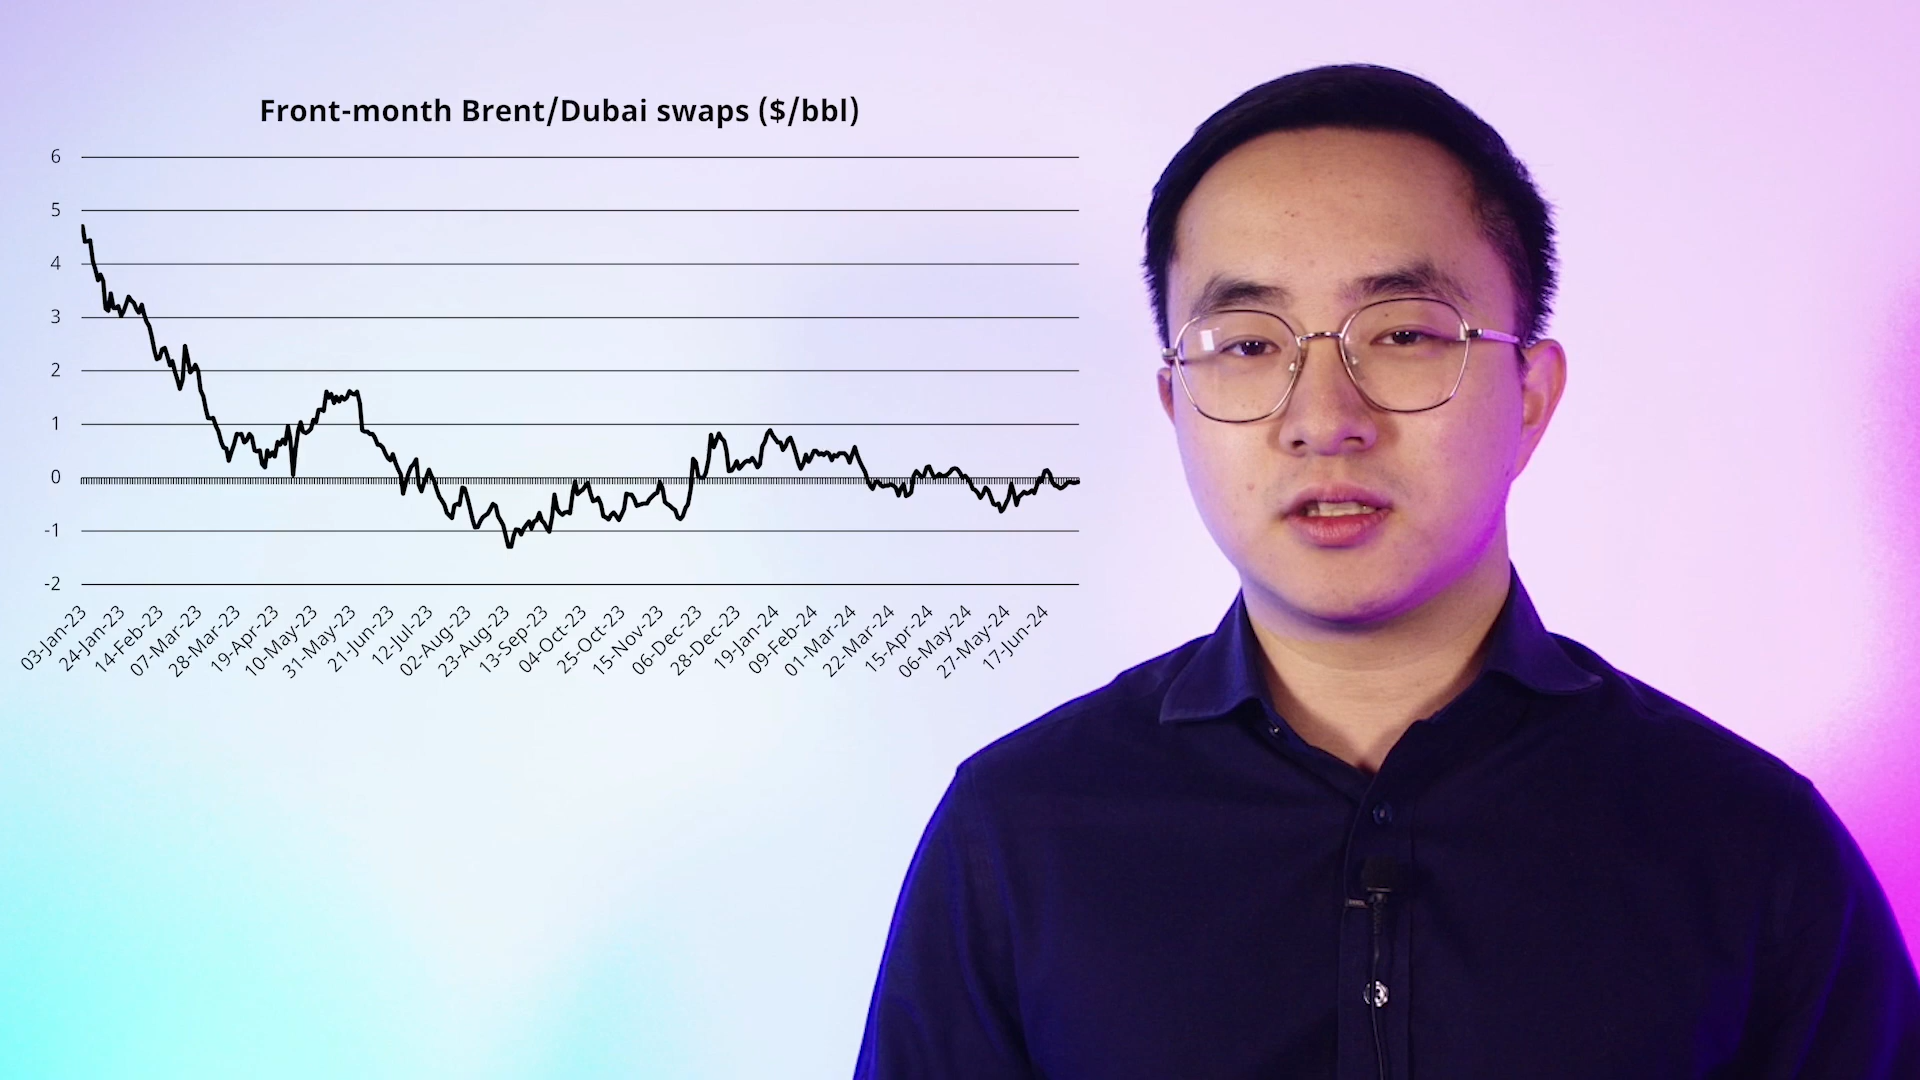 Front-month Brent/Dubai swaps ($/bbl)
6
5
4
3
2
1
0
-1
-2
03-Jan-23
24-Jan-23
14-Feb-23
07-Mar-23
28-Mar-23
19-Apr-23
10-May-23
31-May-23
21-Jun-23
12-Jul-23
02-Aug-23
23-Aug-23
13-Sep-23
04-Oct-23
25-Oct-23
15-Nov-23
06-Dec-23
28-Dec-23
19-Jan-24
09-Feb-24
01-Mar-24
22-Mar-24
15-Apr-24
06-May-24
27-May-24
17-Jun-24